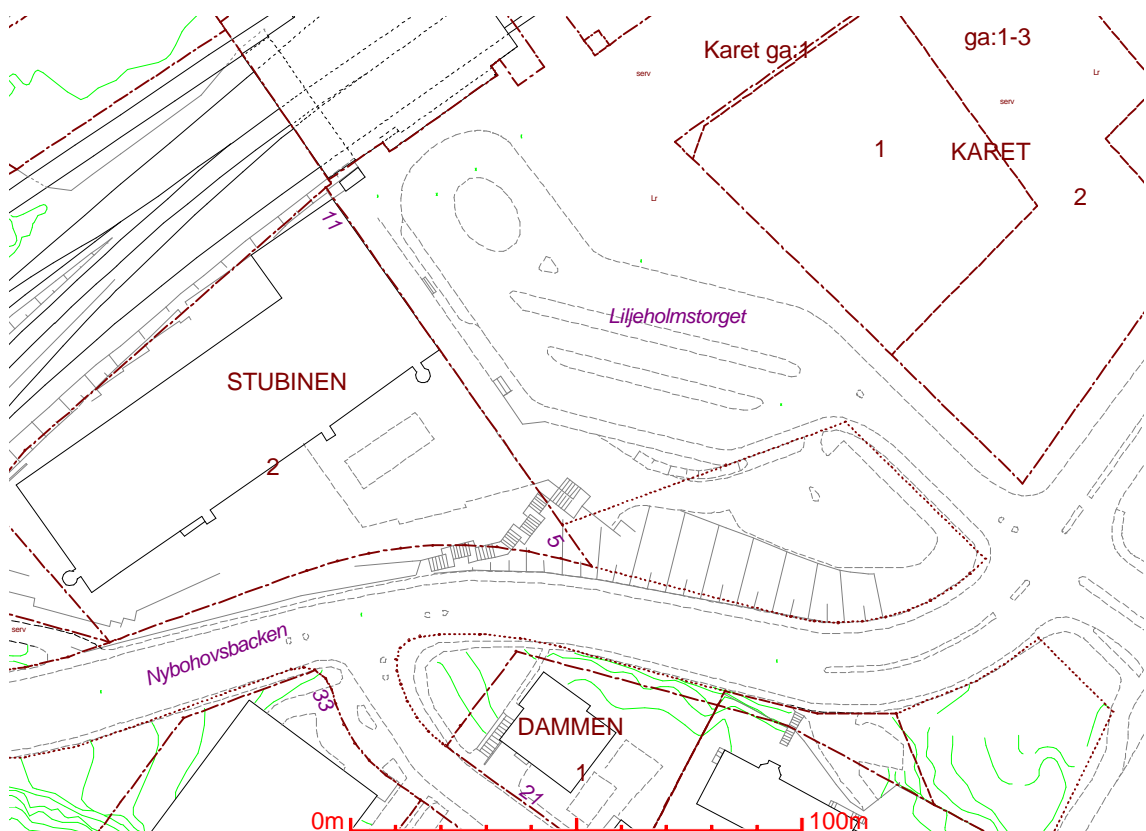 Karet ga:1
ga:1-3
serv
Lr
serv
1
KARET
2
Lr
11
Liljeholmstorget
STUBINEN
2
5
serv
Nybohovsbacken
33
DAMMEN
1
21
0m
100m